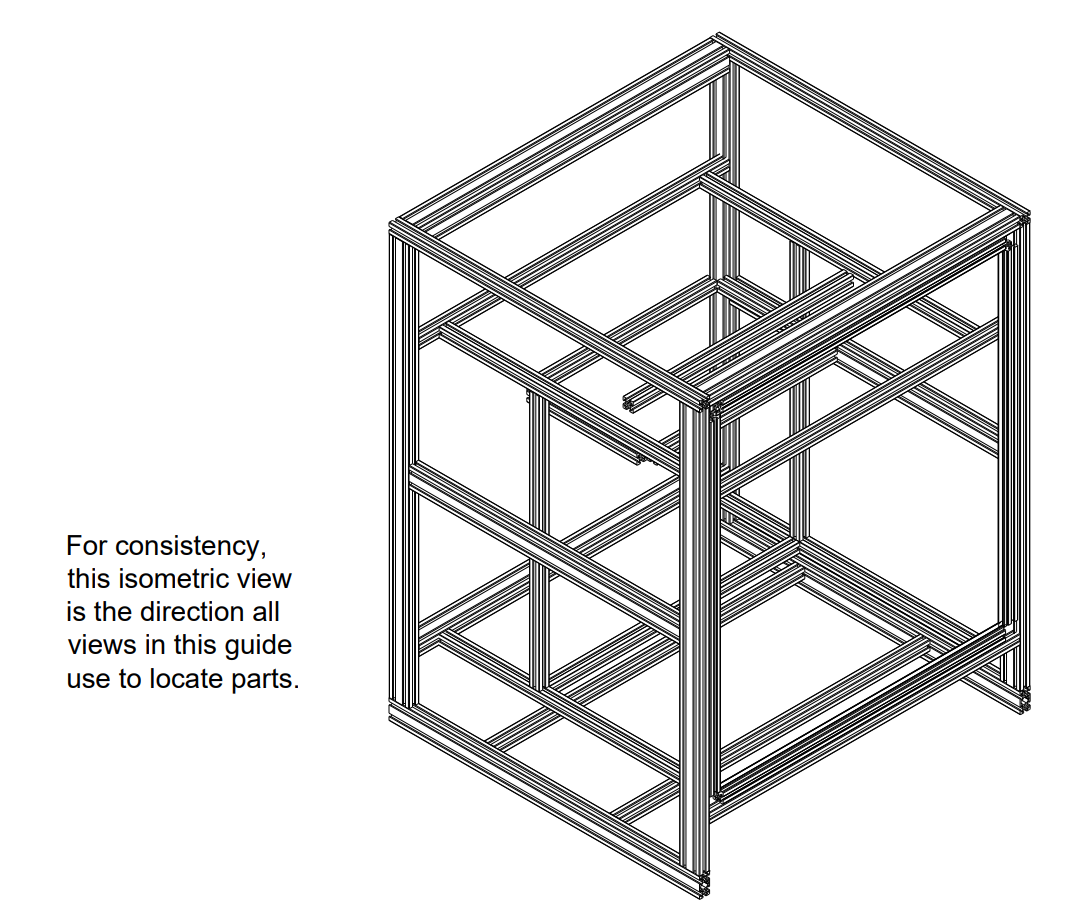 For consistency,
this isometric view
is the direction all
views in this guide
use to locate parts.